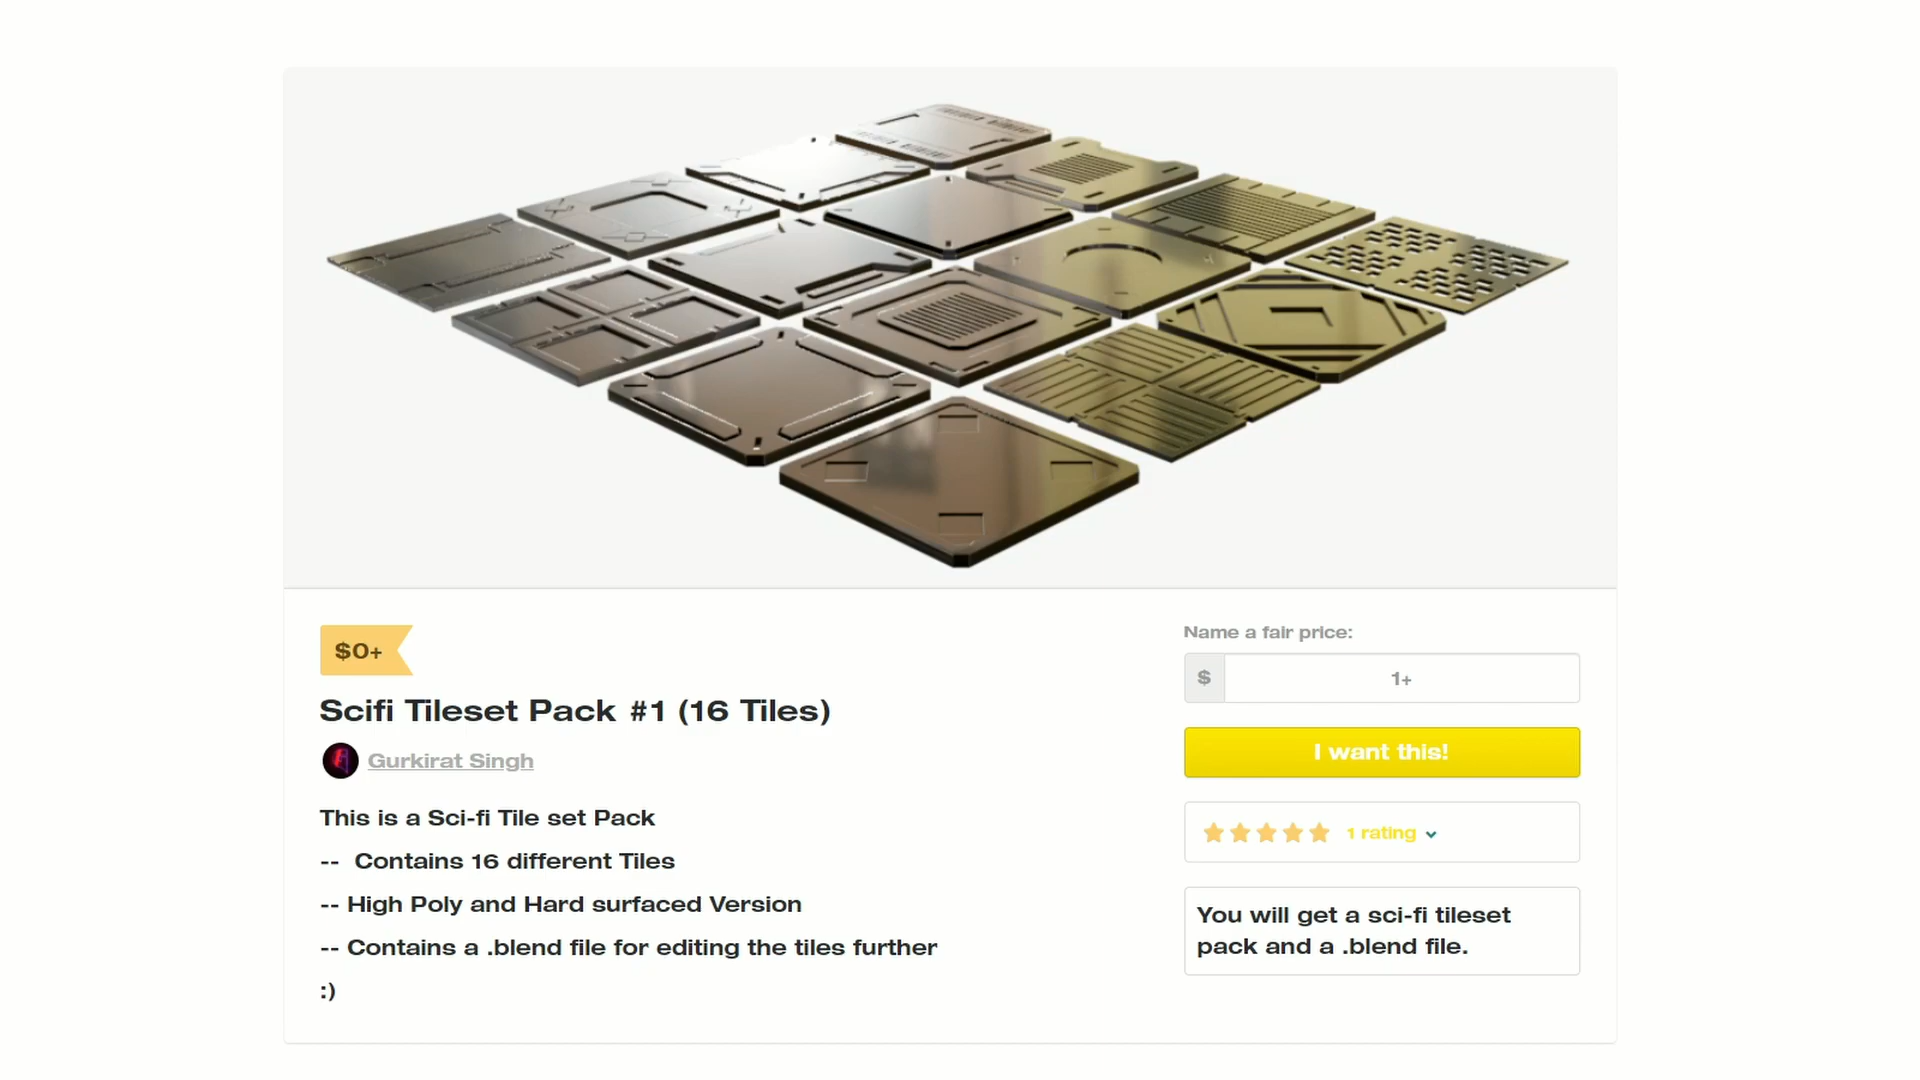 $0+
Scifi Tileset Pack #1 (16 Tiles)
Gurkirat Singh
This is a Sci-fi Tile set Pack
-- Contains 16 different Tiles
-- High Poly and Hard surfaced Version
-- Contains a .blend file for editing the tiles further
:)
Name a fair price:
$ 1+
I want this!
1 rating
You will get a sci-fi tileset
pack and a .blend file.